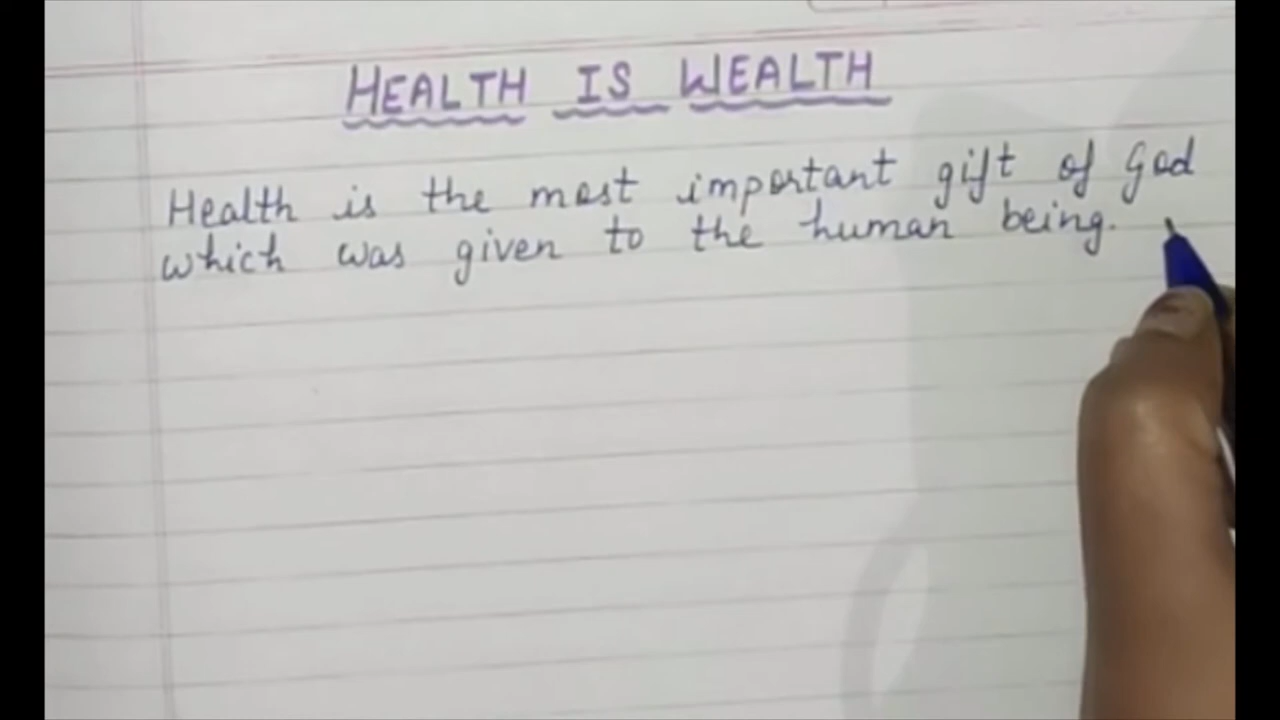 HEALTH IS WEALTH
Health is the most important gift of God
which was given to the human being.